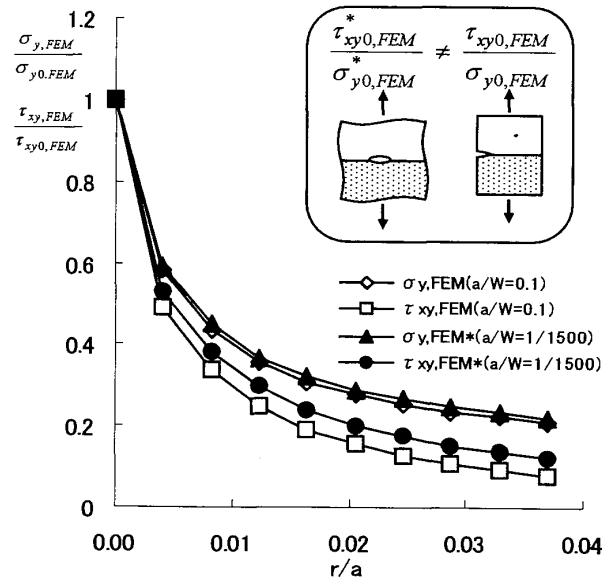 1.2
σy,FEM
σy0.FEM
τxy,FEM
τxy0,FEM
1
0.8
0.6
0.4
0.2
0
0.00
0.01
0.02
0.03
0.04
r/a
τ*xy0,FEM
σ*y0,FEM
≠
τxy0,FEM
σy0,FEM
σy,FEM(a/W=0.1)
τxy,FEM(a/W=0.1)
σy,FEM*(a/W=1/1500)
τxy,FEM*(a/W=1/1500)